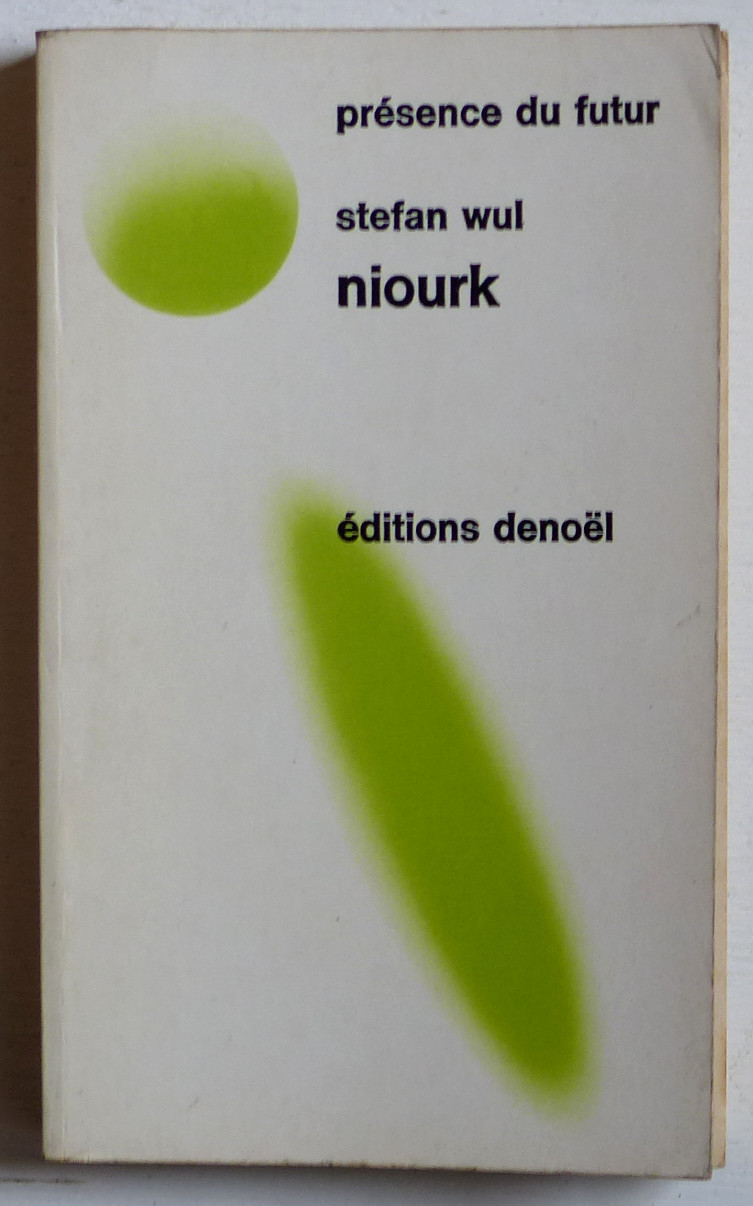 présence du futur
stefan wul
niourk
éditions denoël